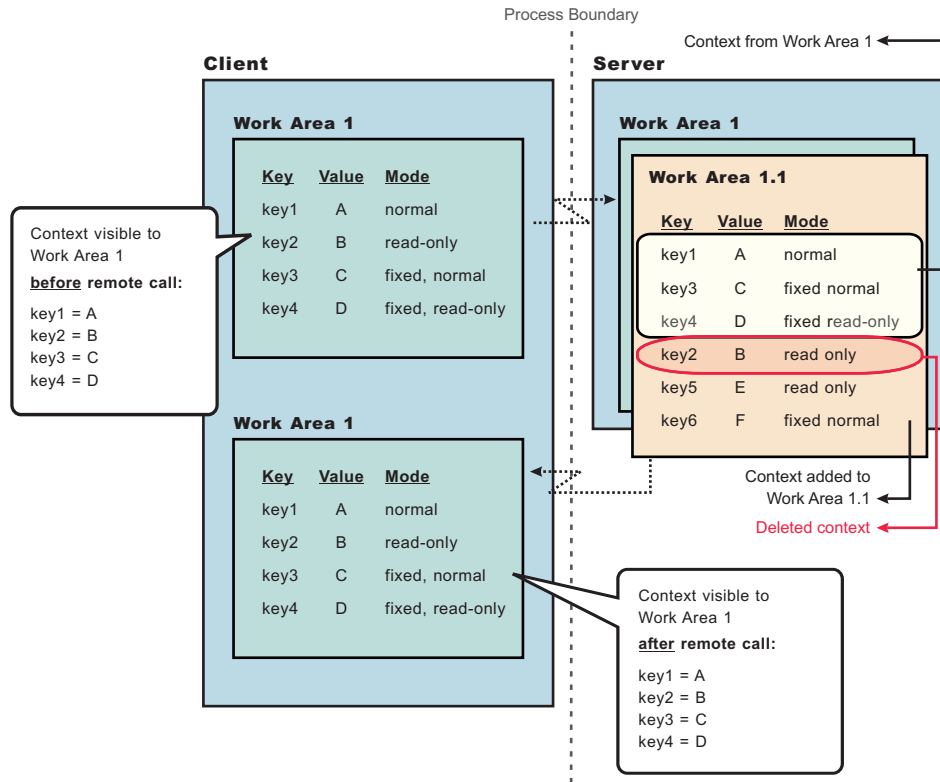 Process Boundary
Context from Work Area 1
Client
Work Area 1
Key Value Mode
key1 A normal
key2 B read-only
key3 C fixed, normal
key4 D fixed, read-only
Context visible to
Work Area 1
before remote call:
key1 = A
key2 = B
key3 = C
key4 = D
Server
Work Area 1
Work Area 1.1
Key Value Mode
key1 A normal
key3 C fixed normal
key4 D fixed read-only
key2 B read only
key5 E read only
key6 F fixed normal
Context added to
Work Area 1.1
Deleted context
Work Area 1
Key Value Mode
key1 A normal
key2 B read-only
key3 C fixed, normal
key4 D fixed, read-only
Context visible to
Work Area 1
after remote call:
key1 = A
key2 = B
key3 = C
key4 = D